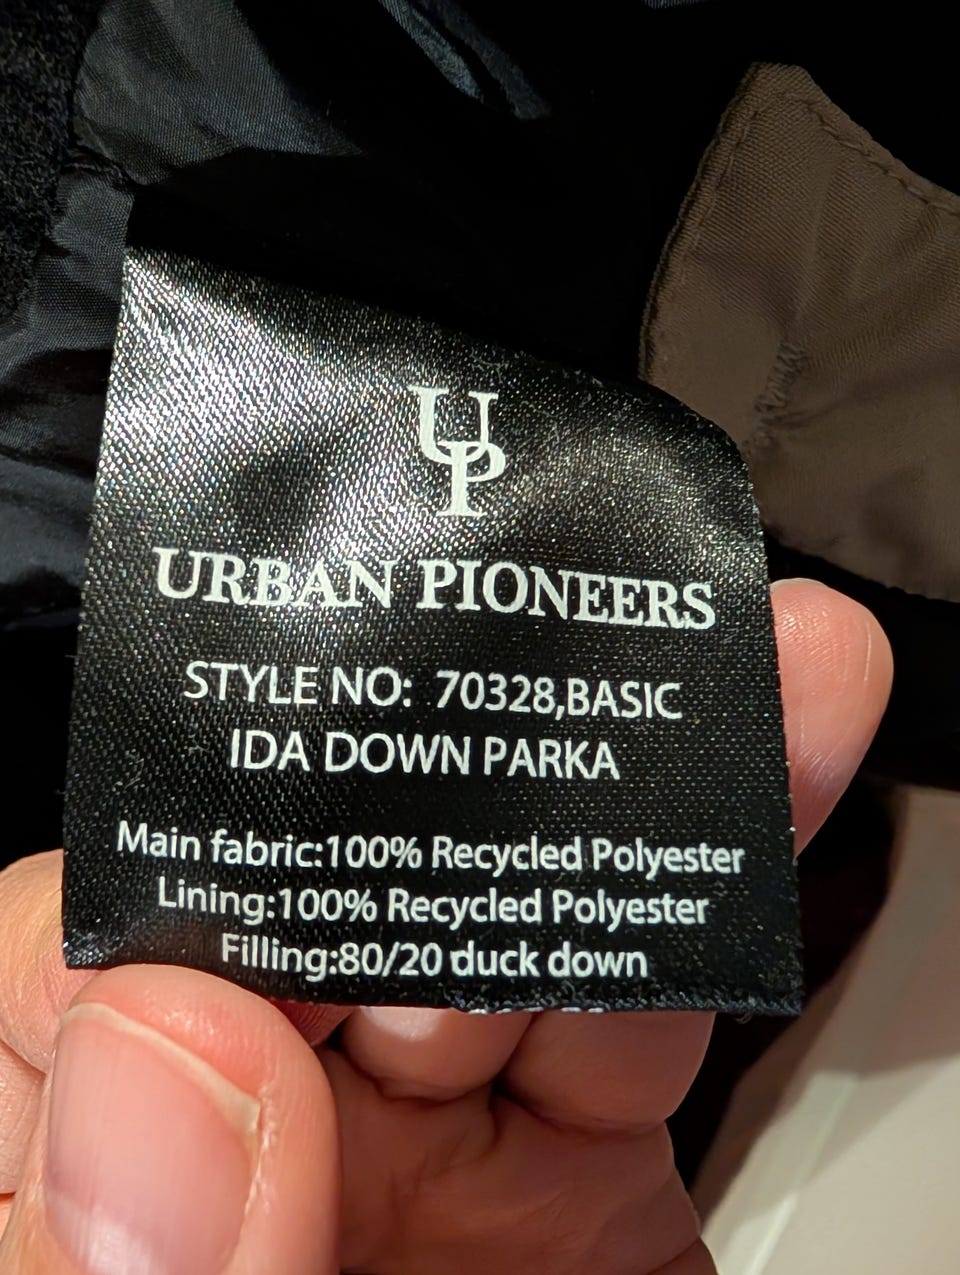 UP
URBAN PIONEERS
STYLE NO: 70328,BASIC
IDA DOWN PARKA
Main fabric:100% Recycled Polyester
Lining:100% Recycled Polyester
Filling:80/20 duck down